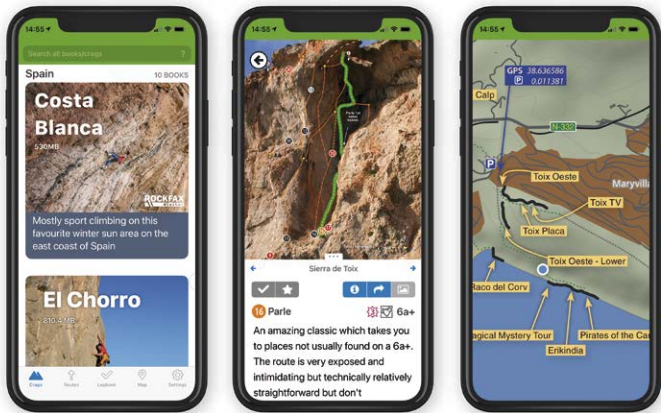 14:55
Search all books/crags ?
Spain 10 BOOKS
Costa
Blanca
530MB
ROCKFAX
Mostly sport climbing on this
favourite winter sun area on the
east coast of Spain
El Chorro
810.4 MB
Crags Routes Logbook Map Settings
14:55
Sierra de Toix
16 Parle 6a+
An amazing classic which takes you
to places not usually found on a 6a+.
The route is very exposed and
intimidating but technically relatively
straightforward but don't
14:55
GPS 38.636586
P 0.011381
Calp
N-332
P
Toix Oeste
Maryvilla
Toix TV
Toix Placa
Toix Oeste - Lower
Raco del Corv
agical Mystery Tour
Pirates of the Car
Erikindia